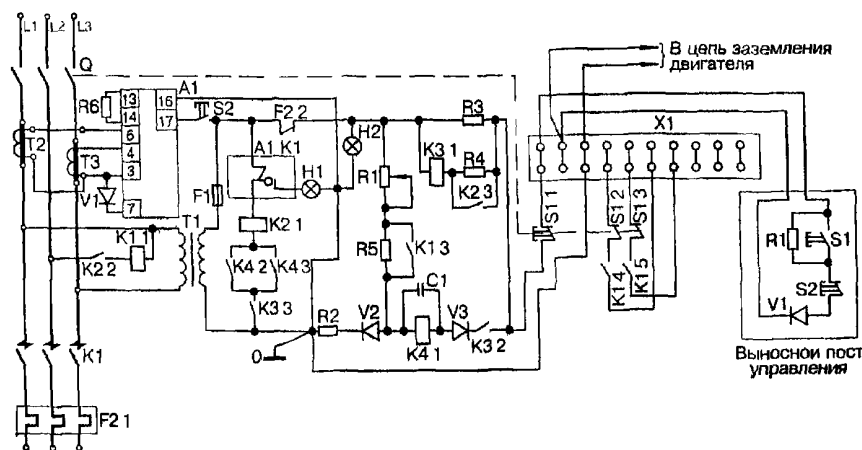 L1 L2 L3
Q
В цепь заземления
двигателя
A1
R6
13
14
16
17
S2
F2 2
H2
R3
X1
6
4
3
7
T2
T3
V1
A1 K1
H1
K3 1
R4
K2 3
R1
F1
T1
K1 1
K2 2
K2 1
K4 2
K4 3
K3 3
R5
K1 3
C1
S1 1
S1 2
S1 3
K1 4
K1 5
R1
S1
S2
V1
0
R2
V2
K4 1
V3
K3 2
K1
F2 1
Выносной пост
управления